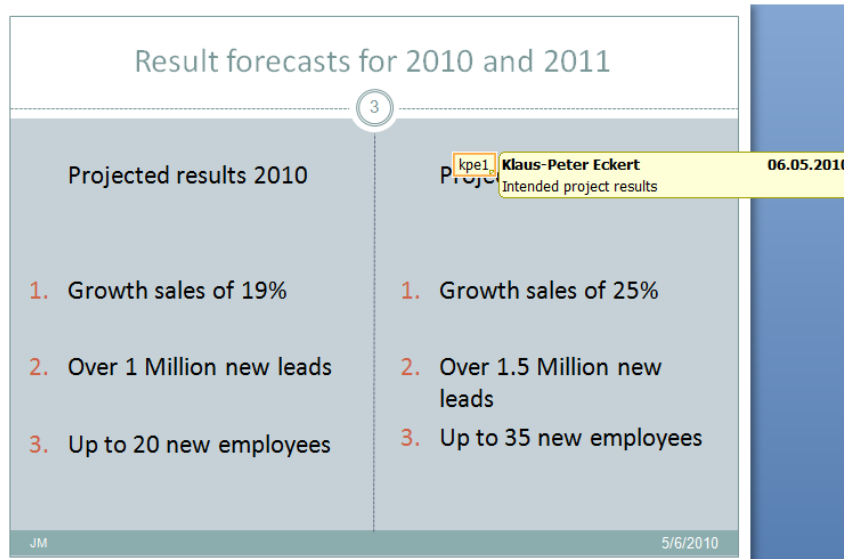 Result forecasts for 2010 and 2011
3
Projected results 2010
1. Growth sales of 19%
2. Over 1 Million new leads
3. Up to 20 new employees
kpe1
Klaus-Peter Eckert 06.05.2010
Intended project results
1. Growth sales of 25%
2. Over 1.5 Million new
leads
3. Up to 35 new employees
JM
5/6/2010